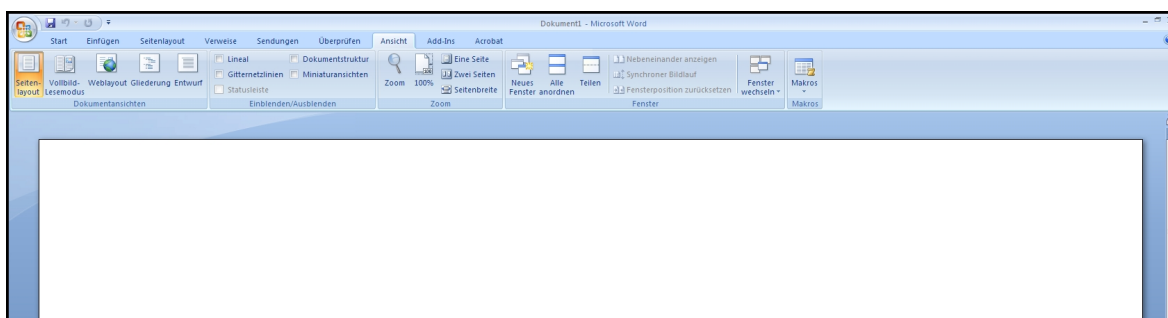 Dokument1 - Microsoft Word
Start Einfügen Seitenlayout Verweise Sendungen Überprüfen Ansicht Add-Ins Acrobat
Seiten-
layout
Vollbild-
Lesemodus
Weblayout
Gliederung
Entwurf
Dokumentansichten
Lineal
Gitternetzlinien
Statusleiste
Dokumentstruktur
Miniaturansichten
Einblenden/Ausblenden
Zoom
100%
Eine Seite
Zwei Seiten
Seitenbreite
Zoom
Neues
Fenster
Alle
anordnen
Teilen
Nebeneinander anzeigen
Synchroner Bildlauf
Fensterposition zurücksetzen
Fenster
wechseln
Fenster
Makros
Makros